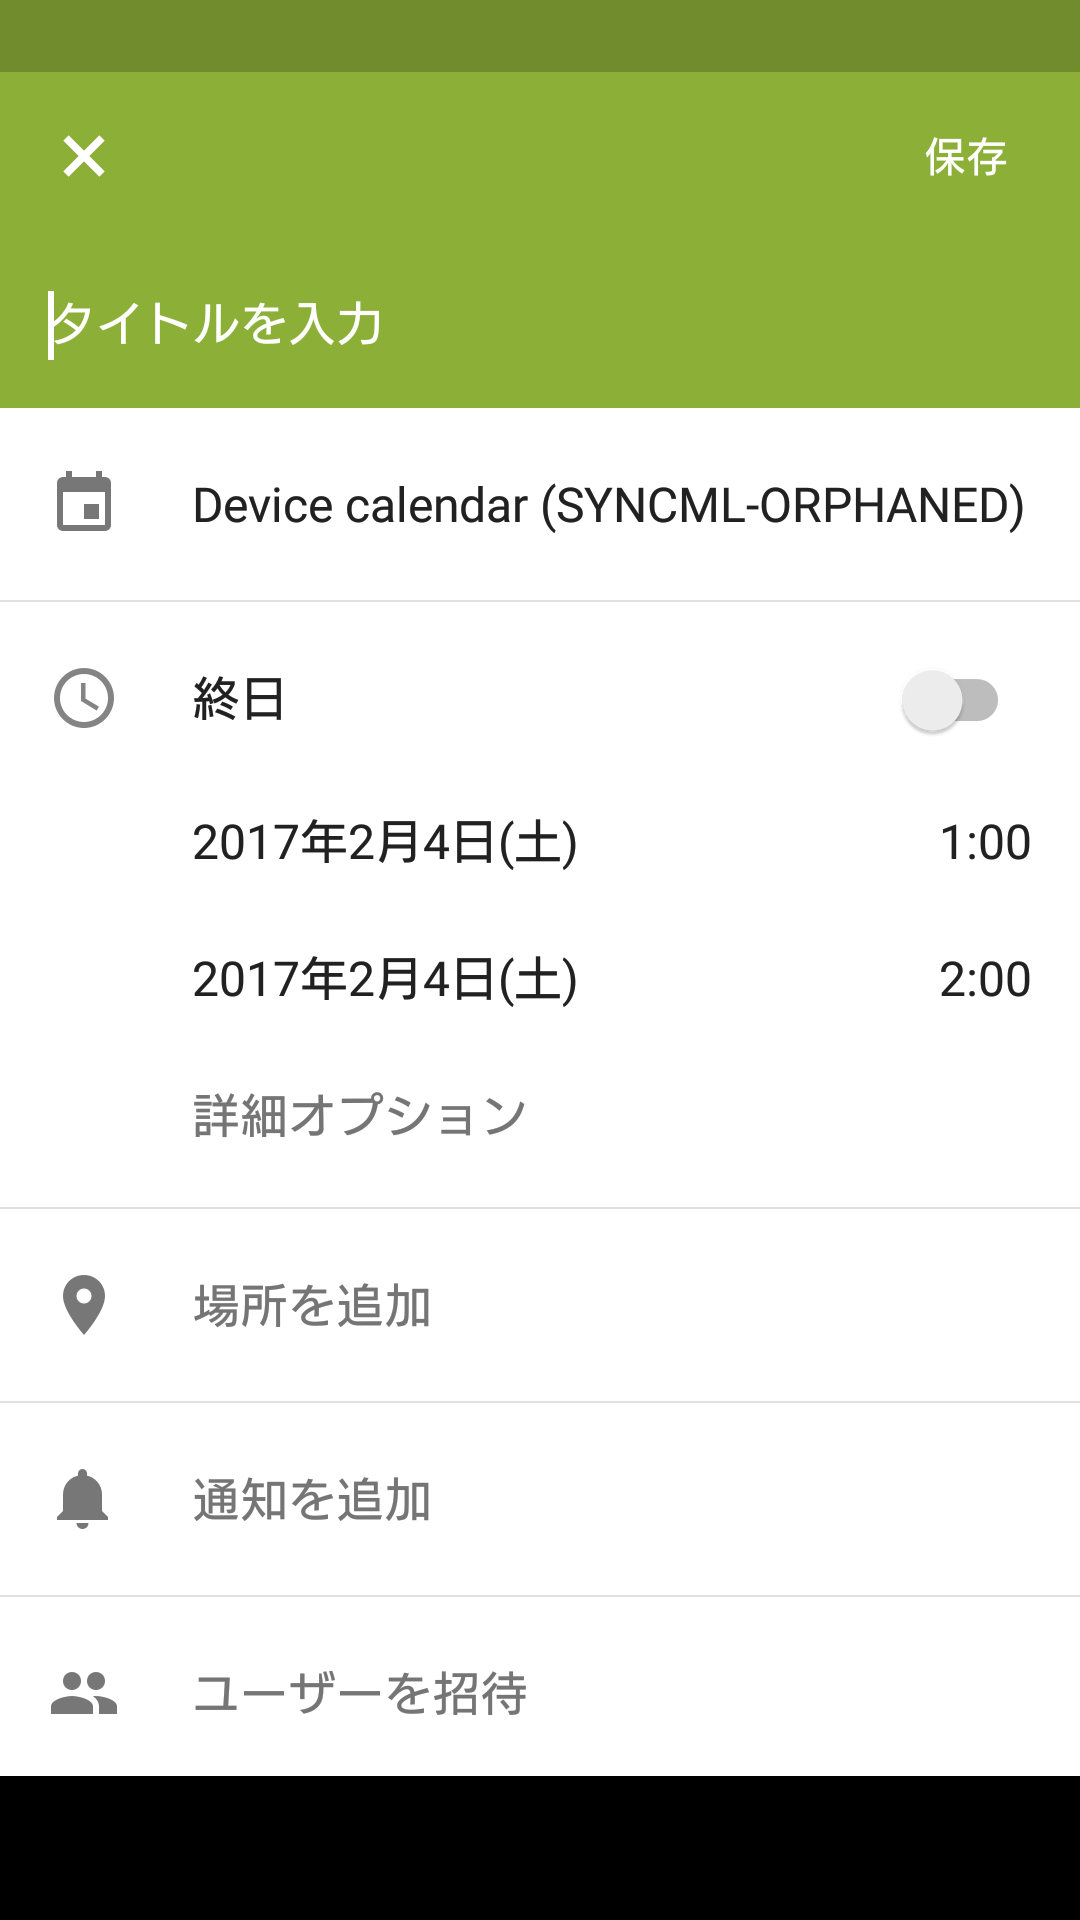 保存
タイトルを入力
Device calendar (SYNCML-ORPHANED)
終日
2017年2月4日(土) 1:00
2017年2月4日(土) 2:00
詳細オプション
場所を追加
通知を追加
ユーザーを招待